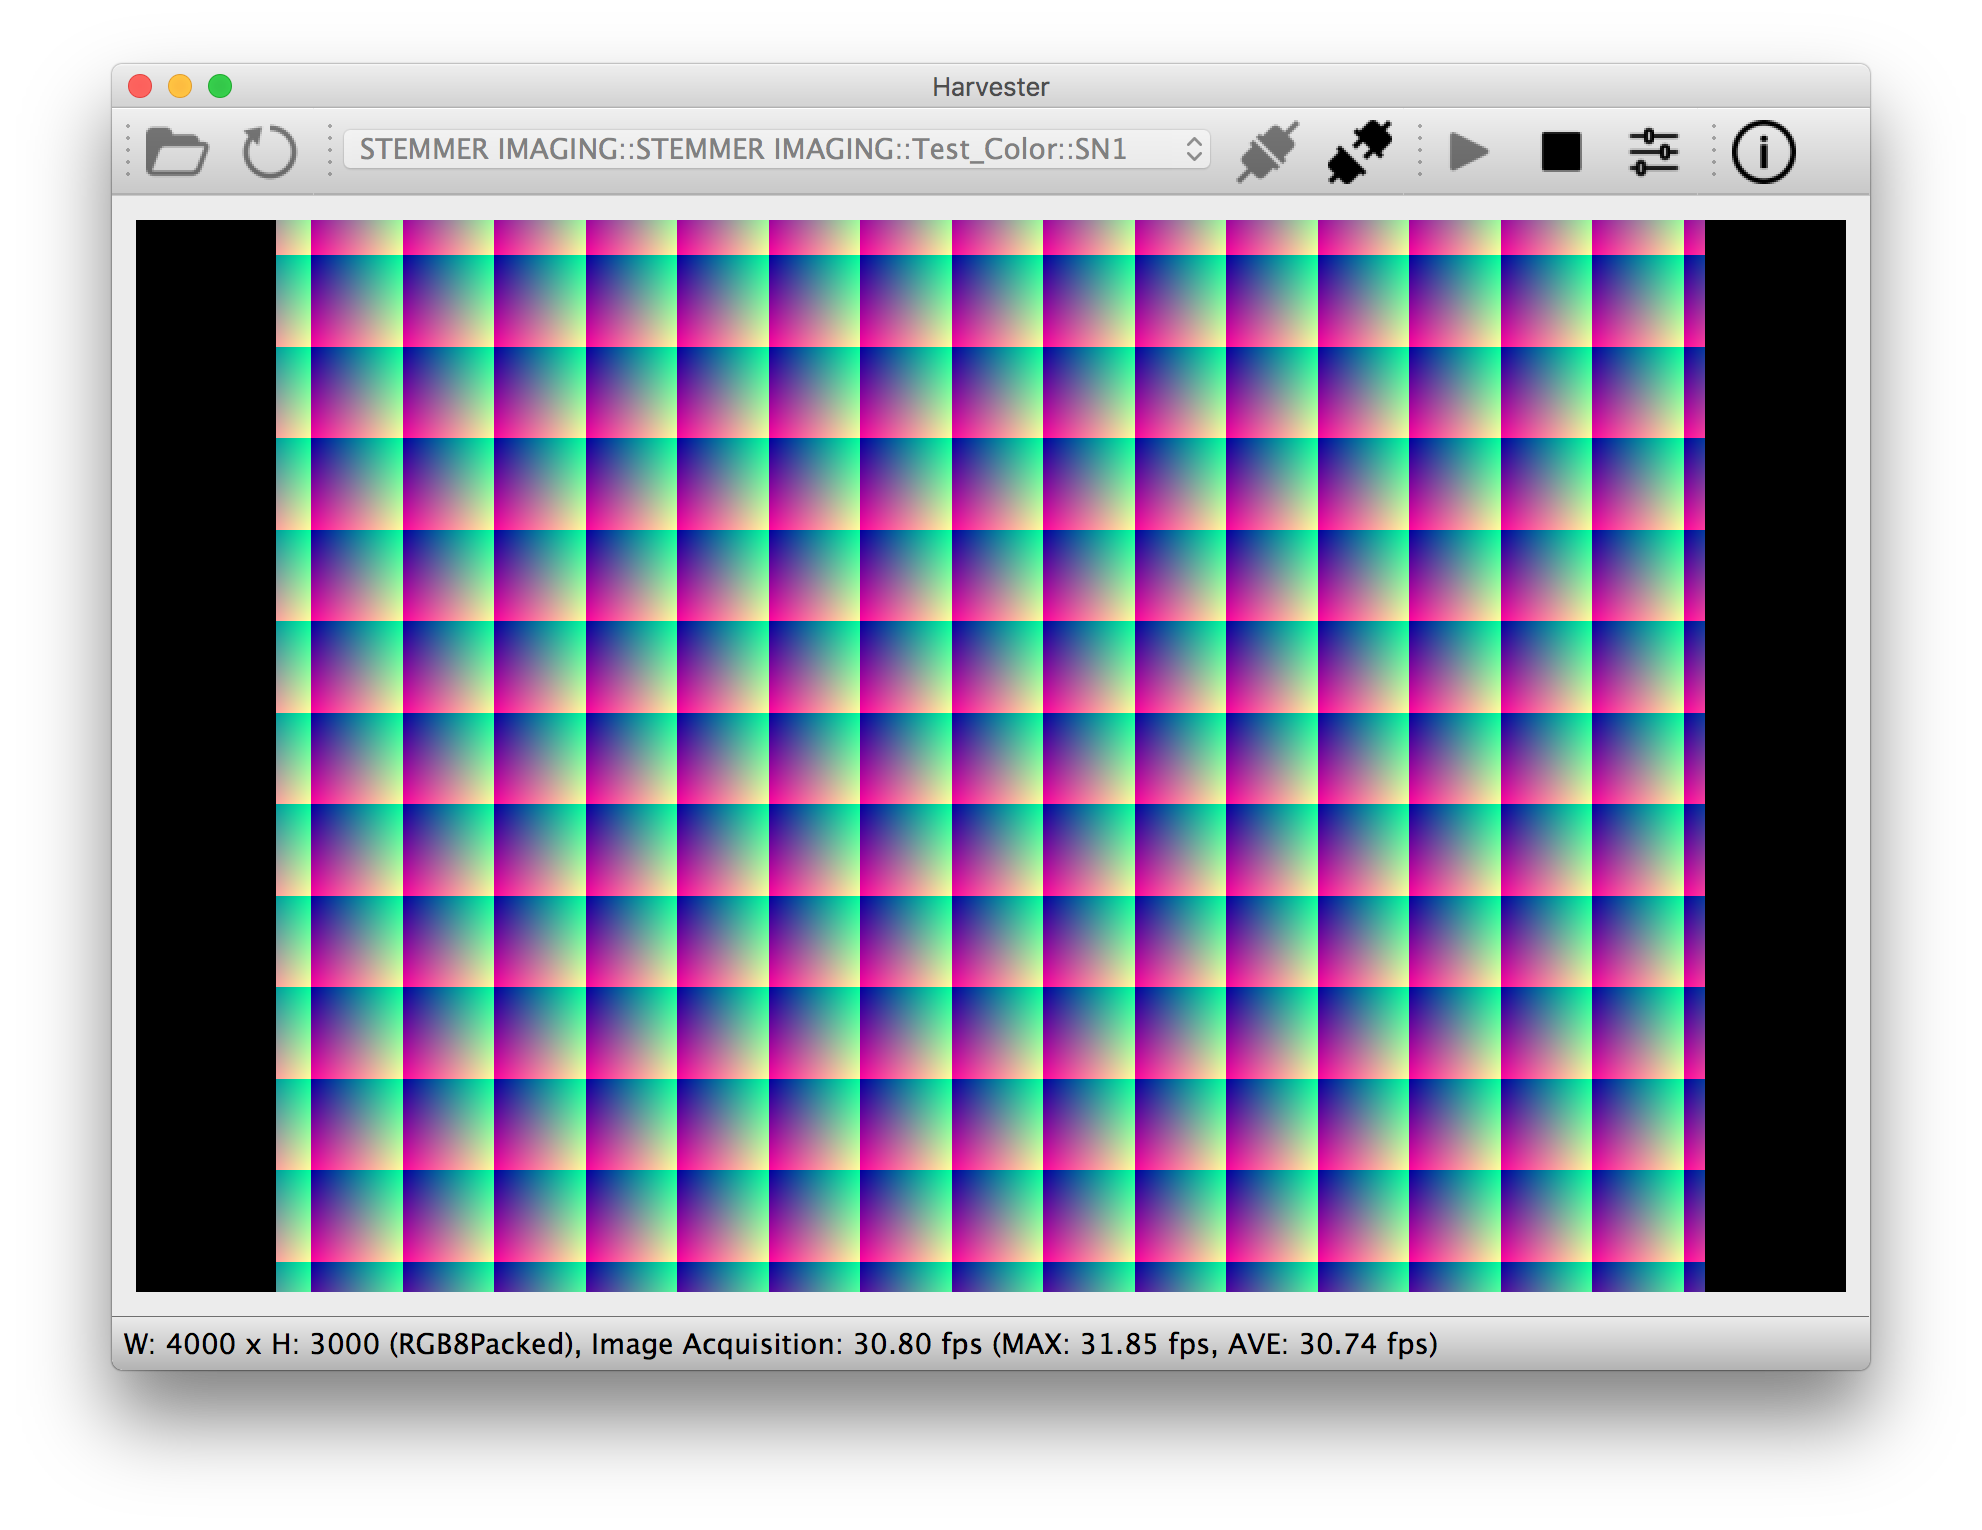 Harvester
STEMMER IMAGING::STEMMER IMAGING::Test_Color::SN1
W: 4000 x H: 3000 (RGB8Packed), Image Acquisition: 30.80 fps (MAX: 31.85 fps, AVE: 30.74 fps)